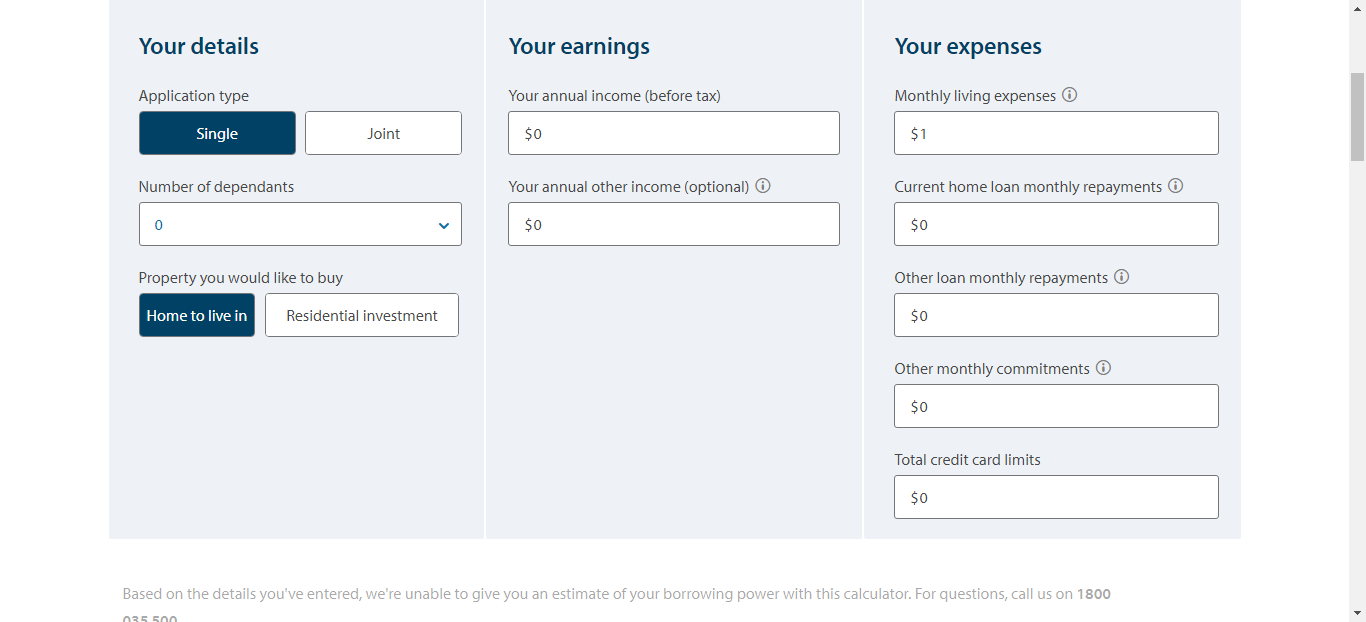 Your details
Application type
Single
Joint
Number of dependants
0
Property you would like to buy
Home to live in
Residential investment
Your earnings
Your annual income (before tax)
$0
Your annual other income (optional)
$0
Your expenses
Monthly living expenses
$1
Current home loan monthly repayments
$0
Other loan monthly repayments
$0
Other monthly commitments
$0
Total credit card limits
$0
Based on the details you've entered, we're unable to give you an estimate of your borrowing power with this calculator. For questions, call us on 1800
035 500